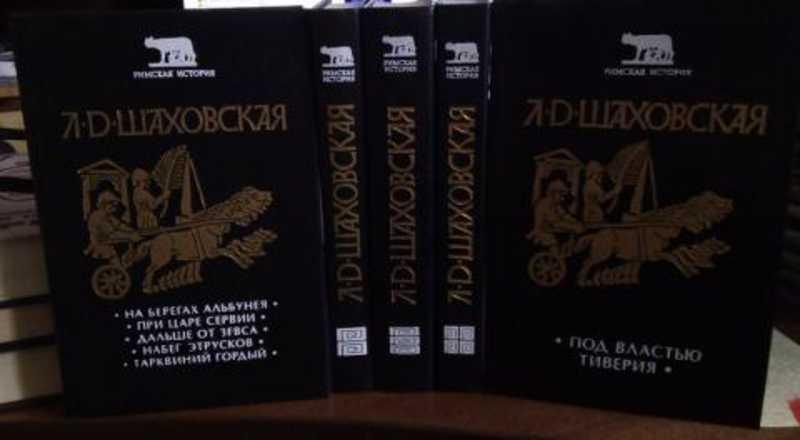 РИМСКАЯ ИСТОРИЯ
Л·D·ШАХОВСКАЯ
• НА БЕРЕГАХ АЛЬБУНЕЯ •
• ПРИ ЦАРЕ СЕРВИИ •
• ДАЛЬШЕ ОТ ЗЕВСА •
• НАБЕГ ЭТРУСКОВ •
• ТАРКВИНИЙ ГОРДЫЙ •
РИМСКАЯ
ИСТОРИЯ
Л·D·ШАХОВСКАЯ
РИМСКАЯ
ИСТОРИЯ
Л·D·ШАХОВСКАЯ
РИМСКАЯ
ИСТОРИЯ
Л·D·ШАХОВСКАЯ
РИМСКАЯ ИСТОРИЯ
Л·D·ШАХОВСКАЯ
• ПОД ВЛАСТЬЮ
ТИВЕРИЯ •